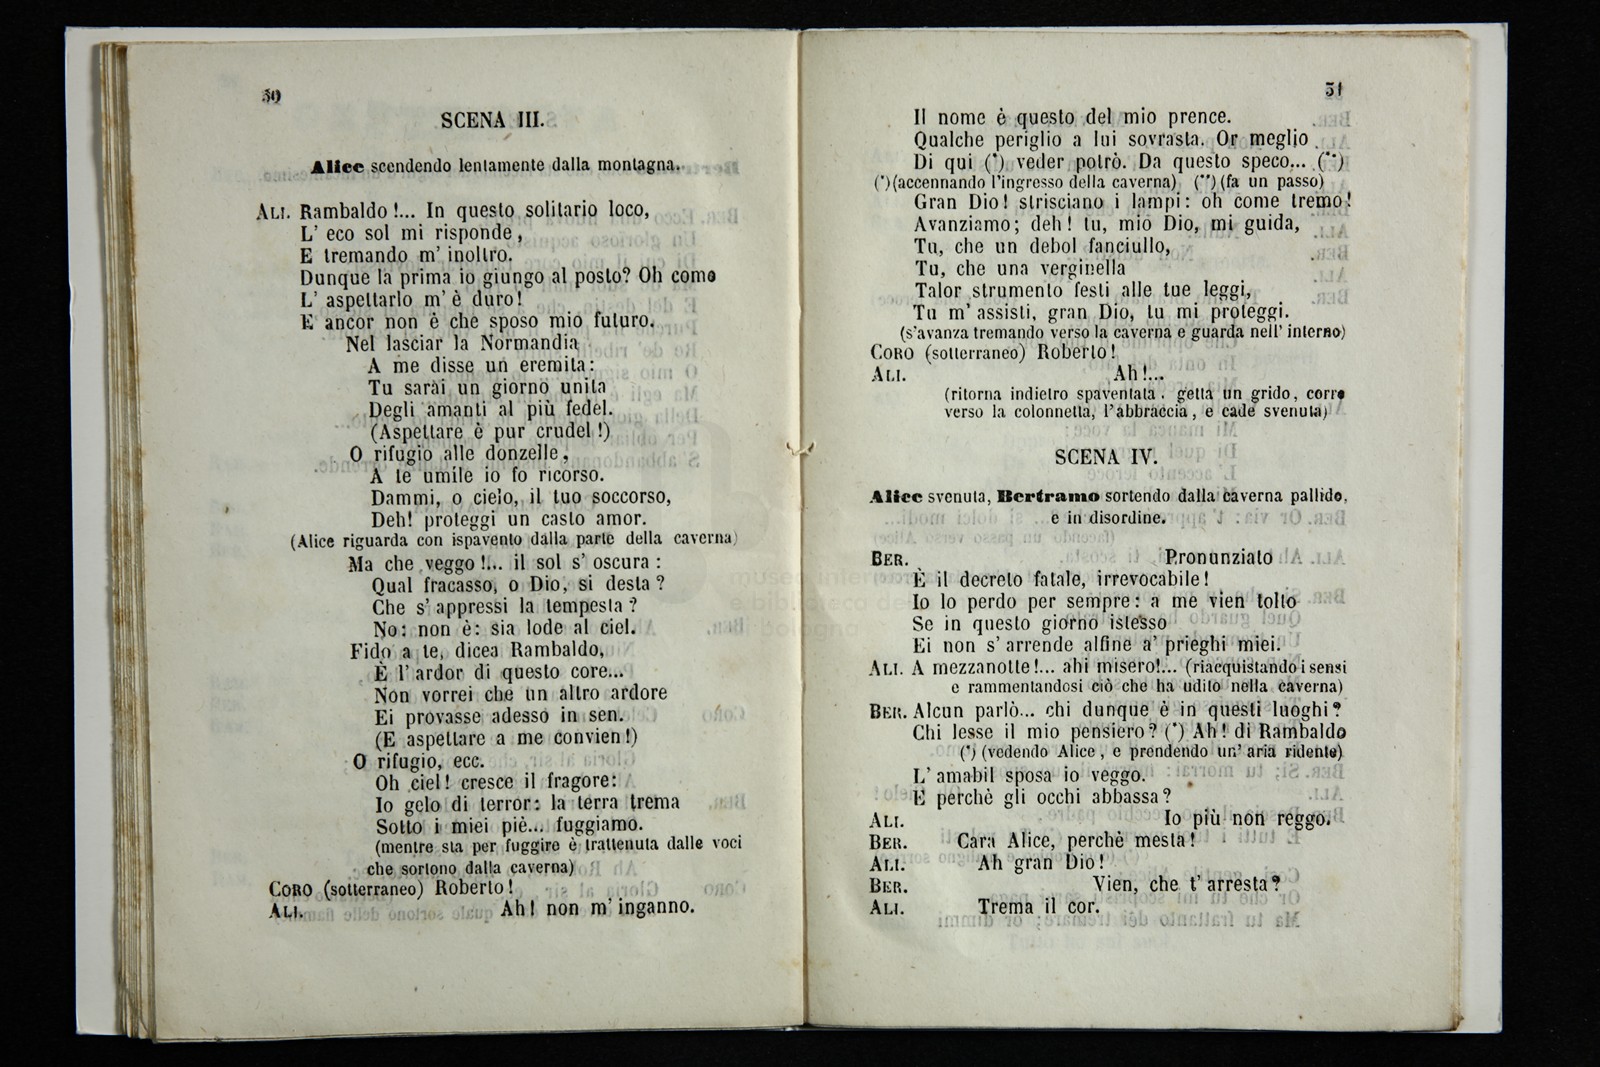 30
SCENA III.
Alice scendendo lentamente dalla montagna.
ALI. Rambaldo!... In questo solitario loco,
L' eco sol mi risponde,
E tremando m' inoltro.
Dunque la prima io giungo al posto? Oh como
L' aspettarlo m' è duro!
E ancor non è che sposo mio futuro.
Nel lasciar la Normandia
A me disse un eremita:
Tu sarai un giorno unita
Degli amanti al più fedel.
(Aspettare è pur crudel!)
O rifugio alle donzelle,
A te umile io fo ricorso.
Dammi, o cielo, il tuo soccorso,
Deh! proteggi un casto amor.
(Alice riguarda con ispavento dalla parte della caverna)
Ma che veggo!... il sol s' oscura:
Qual fracasso, o Dio, si desta?
Che s' appressi la tempesta?
No: non è: sia lode al ciel.
Fido a te, dicea Rambaldo,
È l' ardor di questo core...
Non vorrei che un altro ardore
Ei provasse adesso in sen.
(E aspettare a me convien!)
O rifugio, ecc.
Oh ciel! cresce il fragore:
Io gelo di terror: la terra trema
Sotto i miei piè... fuggiamo.
(mentre sta per fuggire è trattenuta dalle voci
che sortono dalla caverna)
CORO (sotterraneo) Roberto!
ALI. Ah! non m' inganno.
31
Il nome è questo del mio prence.
Qualche periglio a lui sovrasta. Or meglio
Di qui (*) veder potrò. Da questo speco... (**)
(*)(accennando l'ingresso della caverna) (**)(fa un passo)
Gran Dio! strisciano i lampi: oh come tremo!
Avanziamo; deh! tu, mio Dio, mi guida,
Tu, che un debol fanciullo,
Tu, che una verginella
Talor strumento festi alle tue leggi,
Tu m' assisti, gran Dio, tu mi proteggi.
(s'avanza tremando verso la caverna e guarda nell' interno)
CORO (sotterraneo) Roberto!
ALI. Ah!...
(ritorna indietro spaventata, getta un grido, corre
verso la colonnetta, l'abbraccia, e cade svenuta)
SCENA IV.
Alice svenuta, Bertramo sortendo dalla caverna pallido,
e in disordine.
BER. Pronunziato
È il decreto fatale, irrevocabile!
Io lo perdo per sempre: a me vien tolto
Se in questo giorno istesso
Ei non s' arrende alfine a' prieghi miei.
ALI. A mezzanotte!... ahi misero!... (riacquistando i sensi
e rammentandosi ciò che ha udito nella caverna)
BER. Alcun parlò... chi dunque è in questi luoghi?
Chi lesse il mio pensiero? (*) Ah! di Rambaldo
(*) (vedendo Alice, e prendendo un' aria ridente)
L' amabil sposa io veggo.
E perchè gli occhi abbassa?
ALI. Io più non reggo.
BER. Cara Alice, perchè mesta!
ALI. Ah gran Dio!
BER. Vien, che t' arresta?
ALI. Trema il cor.